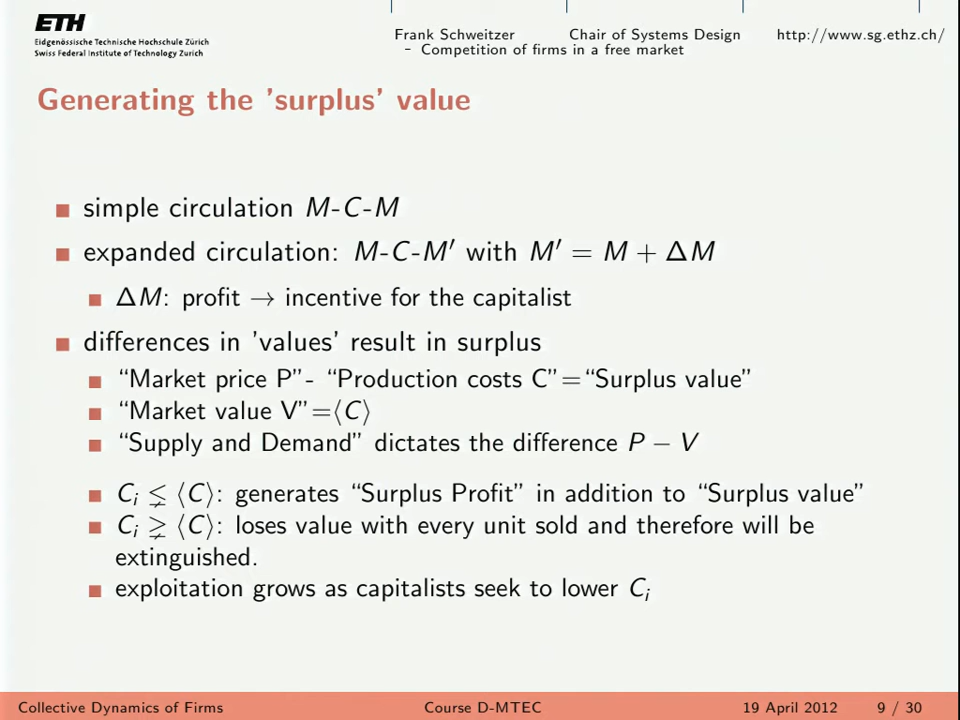 ETH
Eidgenössische Technische Hochschule Zürich
Swiss Federal Institute of Technology Zurich
Frank Schweitzer Chair of Systems Design http://www.sg.ethz.ch/
- Competition of firms in a free market
Generating the 'surplus' value
simple circulation M-C-M
expanded circulation: M-C-M′ with M′ = M + ΔM
ΔM: profit → incentive for the capitalist
differences in 'values' result in surplus
“Market price P”- “Production costs C”=“Surplus value”
“Market value V”=⟨C⟩
“Supply and Demand” dictates the difference P − V
Cᵢ ≨ ⟨C⟩: generates “Surplus Profit” in addition to “Surplus value”
Cᵢ ≩ ⟨C⟩: loses value with every unit sold and therefore will be
extinguished.
exploitation grows as capitalists seek to lower Cᵢ
Collective Dynamics of Firms Course D-MTEC 19 April 2012 9 / 30